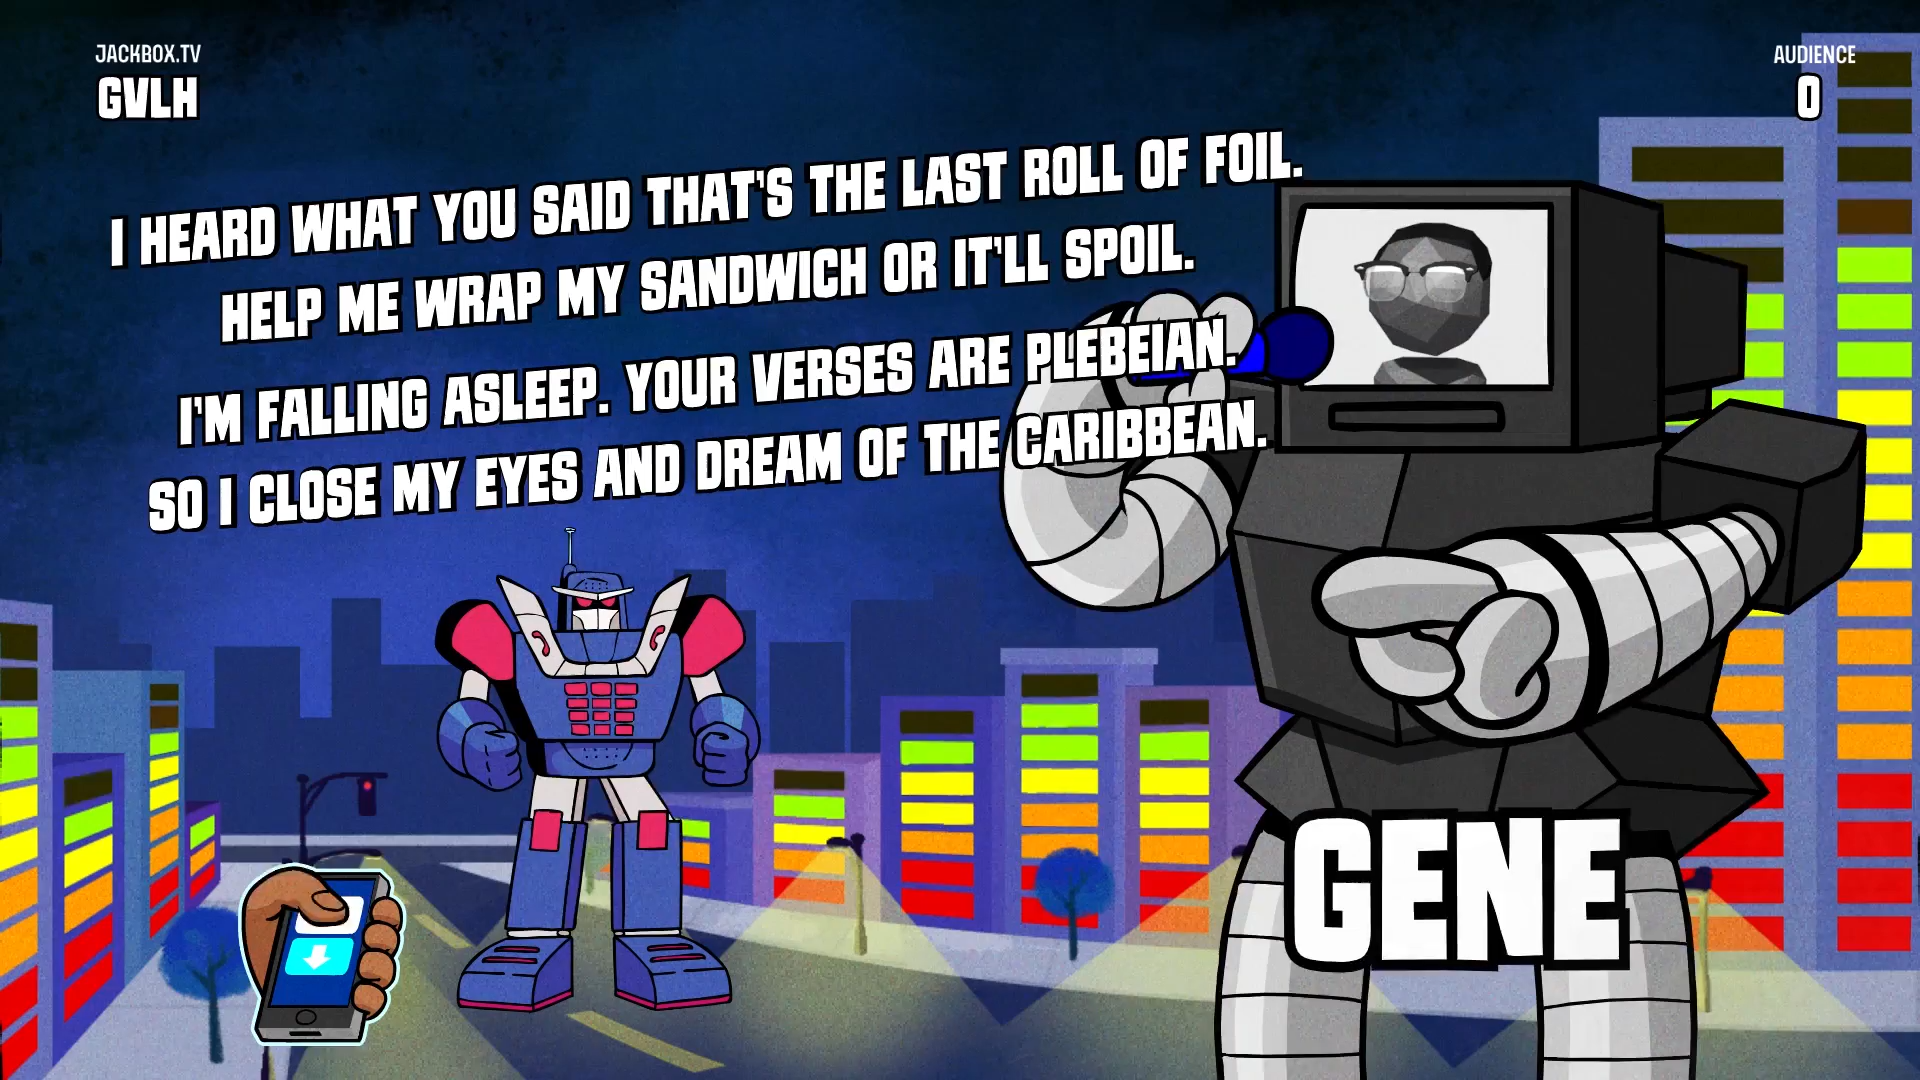 JACKBOX.TV
GVLH
AUDIENCE
0
I HEARD WHAT YOU SAID THAT'S THE LAST ROLL OF FOIL.
HELP ME WRAP MY SANDWICH OR IT'LL SPOIL.
I'M FALLING ASLEEP. YOUR VERSES ARE PLEBEIAN.
SO I CLOSE MY EYES AND DREAM OF THE CARIBBEAN.
GENE